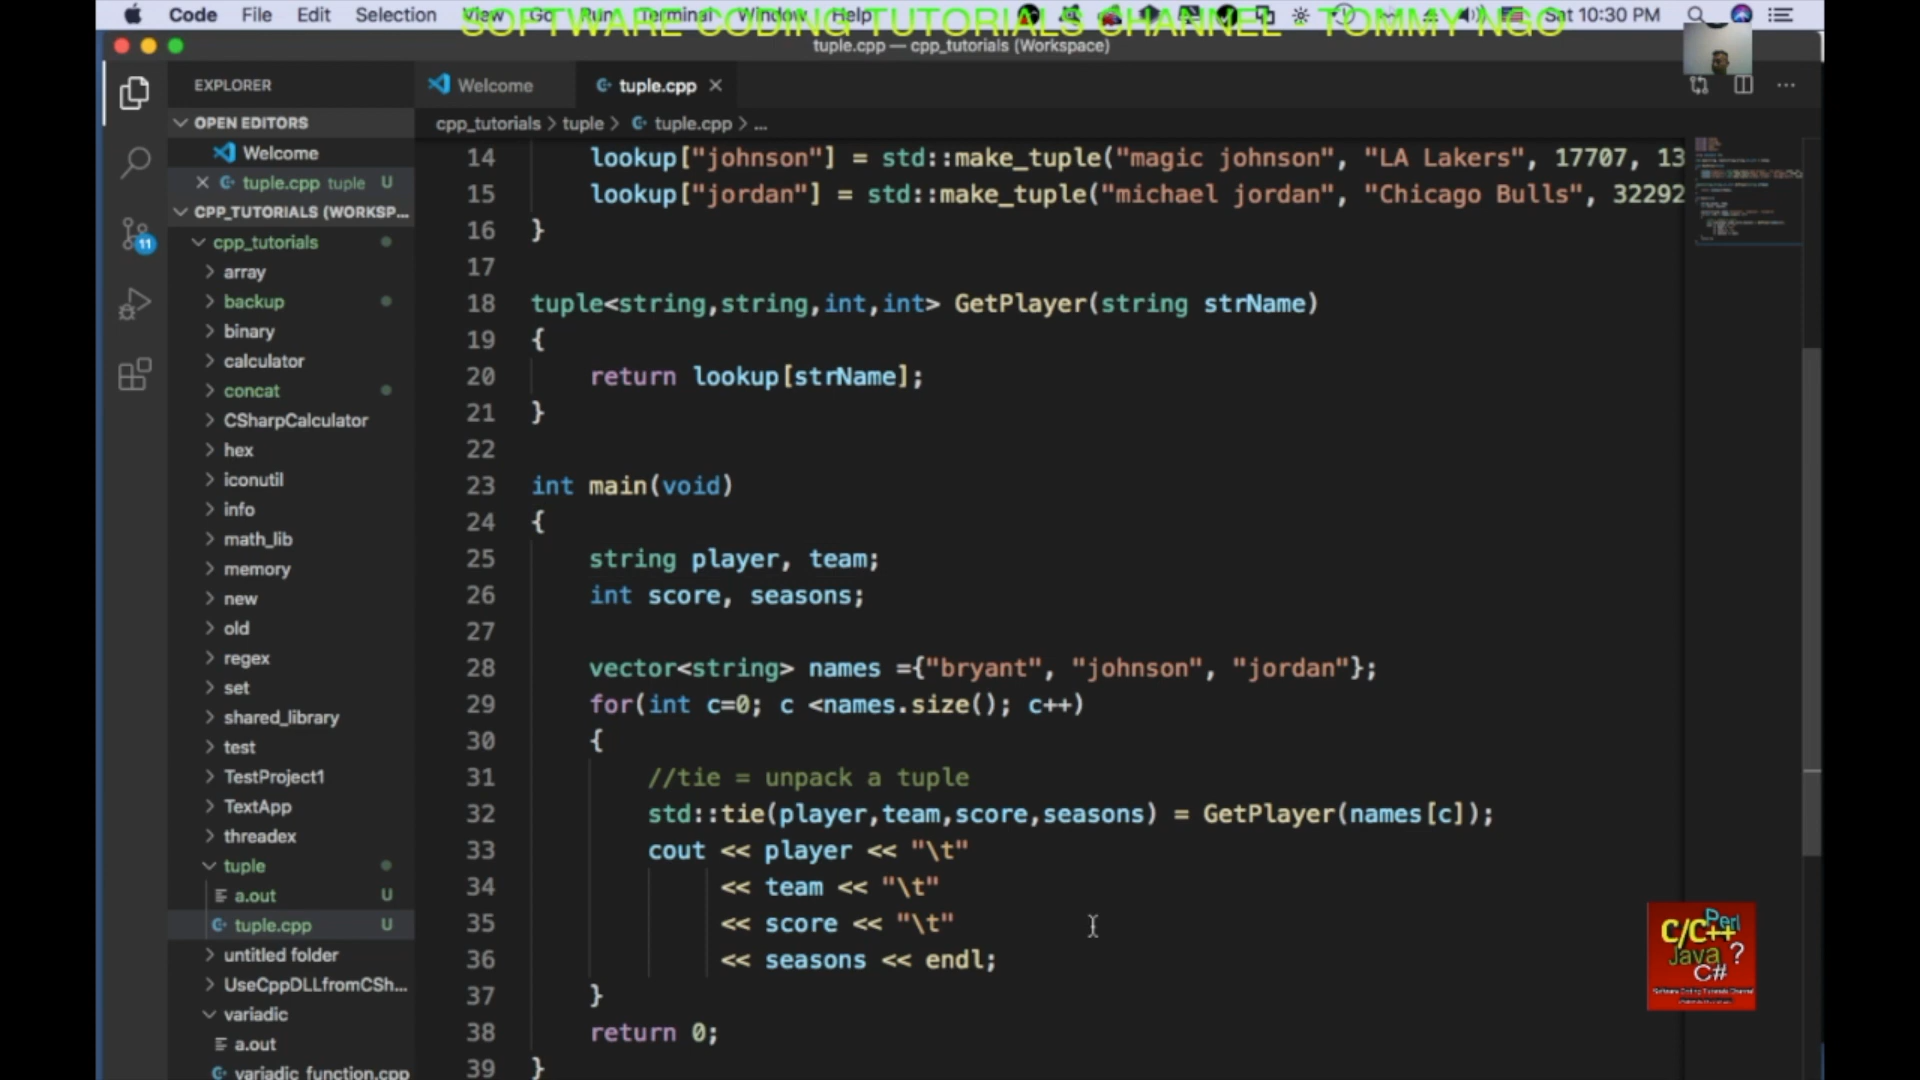 Code File Edit Selection View Go Run Terminal Window Help Sat 10:30 PM
SOFTWARE CODING TUTORIALS CHANNEL - TOMMY NGO
tuple.cpp — cpp_tutorials (Workspace)
EXPLORER
OPEN EDITORS
Welcome
tuple.cpp tuple U
CPP_TUTORIALS (WORKSP...
cpp_tutorials
array
backup
binary
calculator
concat
CSharpCalculator
hex
iconutil
info
math_lib
memory
new
old
regex
set
shared_library
test
TestProject1
TextApp
threadex
tuple
a.out U
tuple.cpp U
untitled folder
UseCppDLLfromCSh...
variadic
a.out
variadic_function.cpp
11
Welcome tuple.cpp
cpp_tutorials > tuple > tuple.cpp > ...
14 lookup["johnson"] = std::make_tuple("magic johnson", "LA Lakers", 17707, 13
15 lookup["jordan"] = std::make_tuple("michael jordan", "Chicago Bulls", 32292
16 }
17
18 tuple<string,string,int,int> GetPlayer(string strName)
19 {
20 return lookup[strName];
21 }
22
23 int main(void)
24 {
25 string player, team;
26 int score, seasons;
27
28 vector<string> names ={"bryant", "johnson", "jordan"};
29 for(int c=0; c <names.size(); c++)
30 {
31 //tie = unpack a tuple
32 std::tie(player,team,score,seasons) = GetPlayer(names[c]);
33 cout << player << "\t"
34 << team << "\t"
35 << score << "\t"
36 << seasons << endl;
37 }
38 return 0;
39 }
C/C++ Perl
Java ?
C#
Software Coding Tutorials Channel